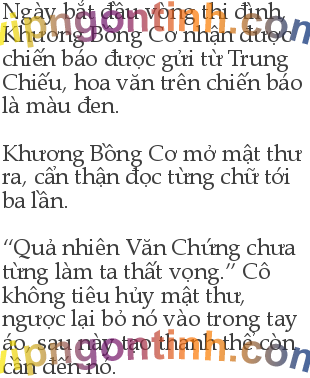 Ngày bắt đầu vòng thi đình,
Khương Bồng Cơ nhận được
chiến báo được gửi từ Trung
Chiếu, hoa văn trên chiến báo
là màu đen.
Khương Bồng Cơ mở mật thư
ra, cẩn thận đọc từng chữ tới
ba lần.
“Quả nhiên Văn Chứng chưa
từng làm ta thất vọng.” Cô
không tiêu hủy mật thư,
ngược lại bỏ nó vào trong tay
áo, sau này tạo thanh thế còn
cần đến nó.
vipngontinh.com
vipngontinh.com